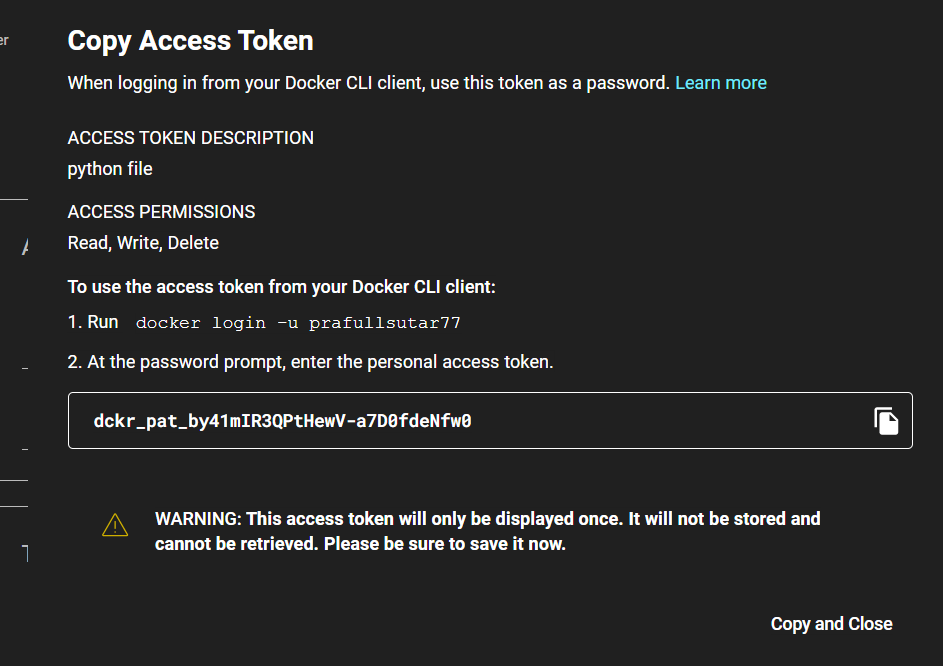 er
Copy Access Token
When logging in from your Docker CLI client, use this token as a password. Learn more
ACCESS TOKEN DESCRIPTION
python file
ACCESS PERMISSIONS
Read, Write, Delete
To use the access token from your Docker CLI client:
1. Run docker login -u prafullsutar77
2. At the password prompt, enter the personal access token.
dckr_pat_by41mIR3QPtHewV-a7D0fdeNfw0
WARNING: This access token will only be displayed once. It will not be stored and
cannot be retrieved. Please be sure to save it now.
Copy and Close